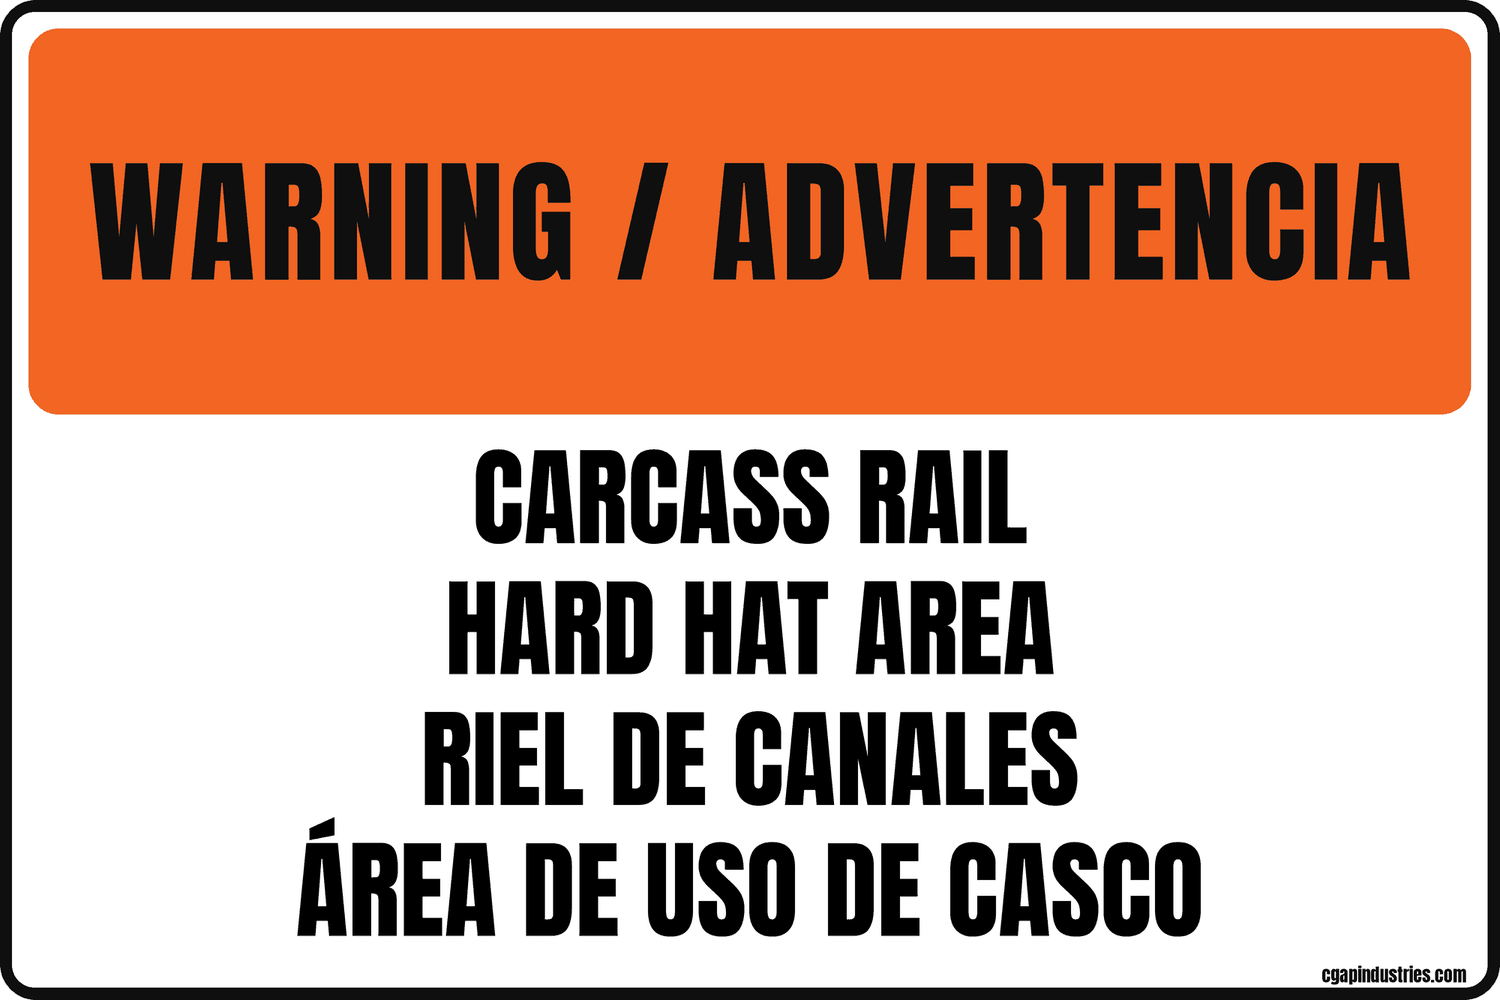 WARNING / ADVERTENCIA
CARCASS RAIL
HARD HAT AREA
RIEL DE CANALES
ÁREA DE USO DE CASCO
cgapindustries.com